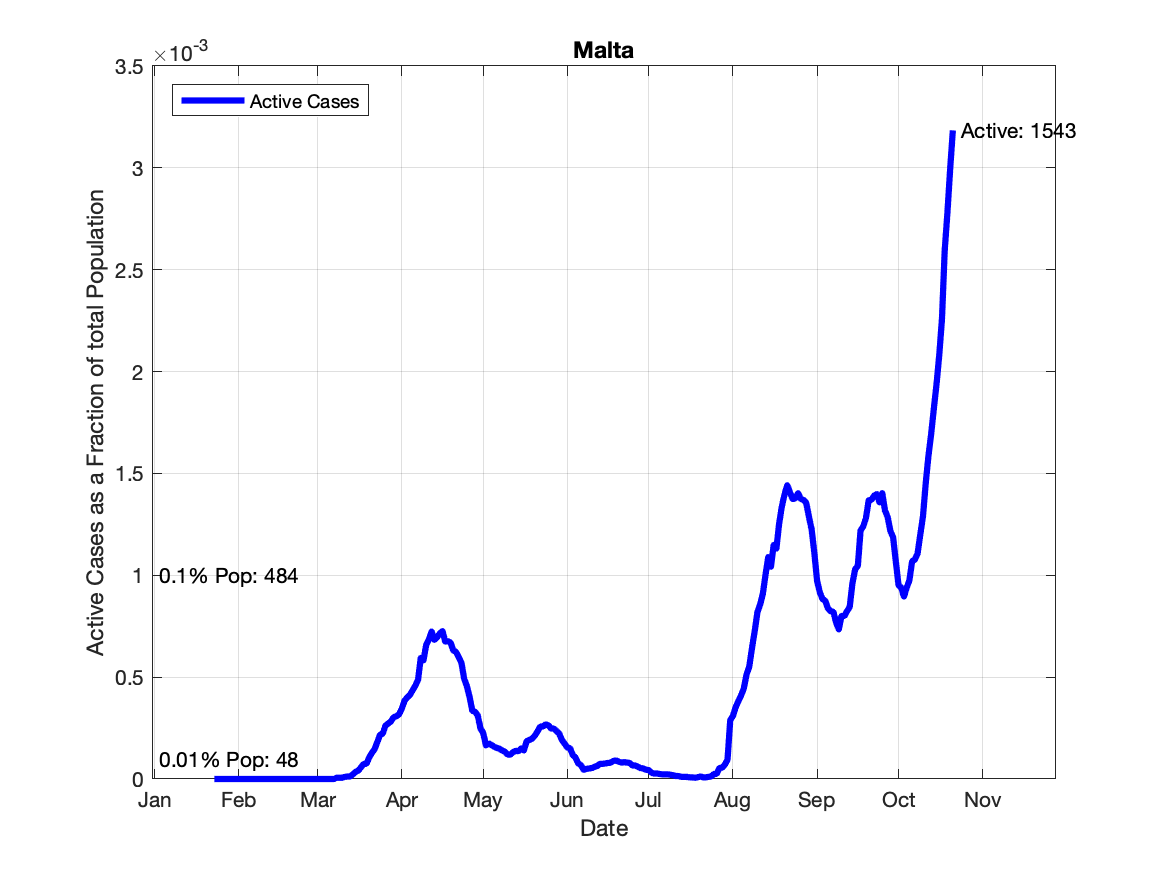 Malta
×10-3
3.5
3
2.5
2
1.5
1
0.5
0
Active Cases as a Fraction of total Population
Active Cases
Active: 1543
0.1% Pop: 484
0.01% Pop: 48
Jan Feb Mar Apr May Jun Jul Aug Sep Oct Nov
Date